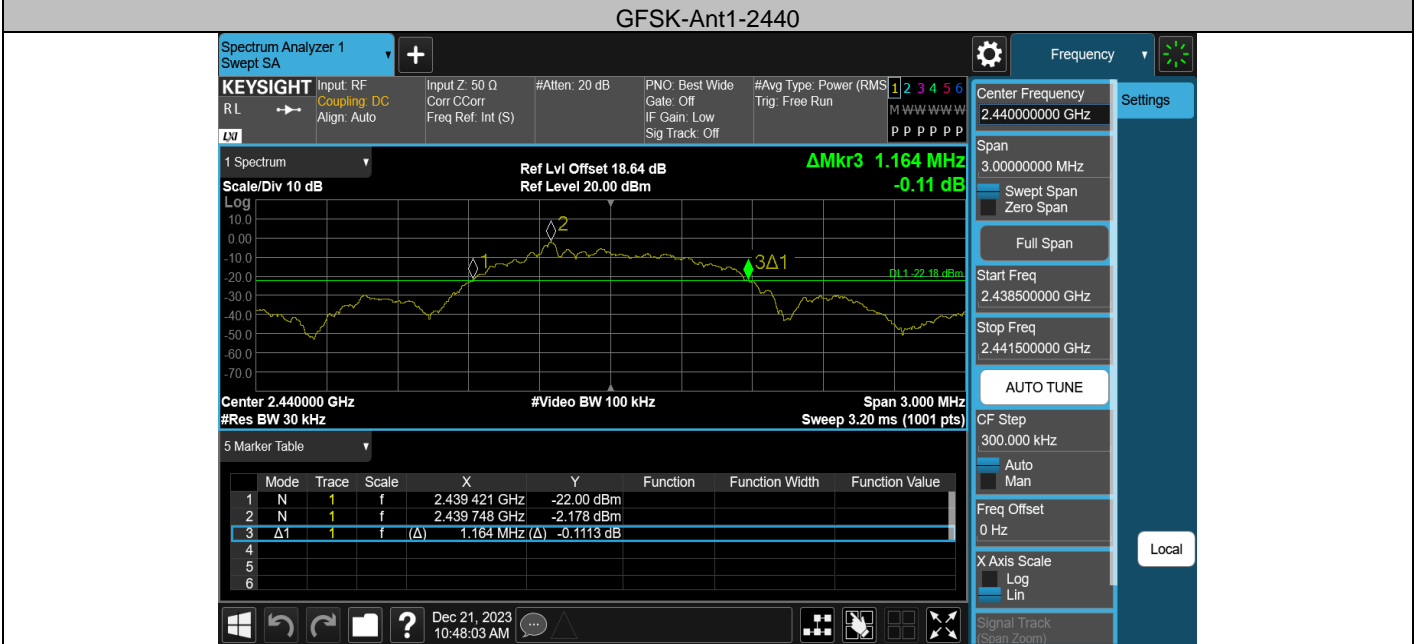 GFSK-Ant1-2440
Spectrum Analyzer 1
Swept SA
+
Frequency
KEYSIGHT
RL
LXI
Input: RF
Coupling: DC
Align: Auto
Input Z: 50 Ω
Corr CCorr
Freq Ref: Int (S)
#Atten: 20 dB
PNO: Best Wide
Gate: Off
IF Gain: Low
Sig Track: Off
#Avg Type: Power (RMS
Trig: Free Run
1 2 3 4 5 6
M W W W W W
P P P P P P
1 Spectrum
Scale/Div 10 dB
Log
Ref Lvl Offset 18.64 dB
Ref Level 20.00 dBm
ΔMkr3 1.164 MHz
-0.11 dB
10.0
0.00
-10.0
-20.0
-30.0
-40.0
-50.0
-60.0
-70.0
1
2
3Δ1
DL1 -22.18 dBm
Center 2.440000 GHz
#Video BW 100 kHz
Span 3.000 MHz
#Res BW 30 kHz
Sweep 3.20 ms (1001 pts)
5 Marker Table
Mode Trace Scale X Y Function Function Width Function Value
1 N 1 f 2.439 421 GHz -22.00 dBm
2 N 1 f 2.439 748 GHz -2.178 dBm
3 Δ1 1 f (Δ) 1.164 MHz (Δ) -0.1113 dB
4
5
6
Center Frequency
2.440000000 GHz
Settings
Span
3.00000000 MHz
Swept Span
Zero Span
Full Span
Start Freq
2.438500000 GHz
Stop Freq
2.441500000 GHz
AUTO TUNE
CF Step
300.000 kHz
Auto
Man
Freq Offset
0 Hz
X Axis Scale
Log
Lin
Signal Track
(Span Zoom)
Local
?
Dec 21, 2023
10:48:03 AM